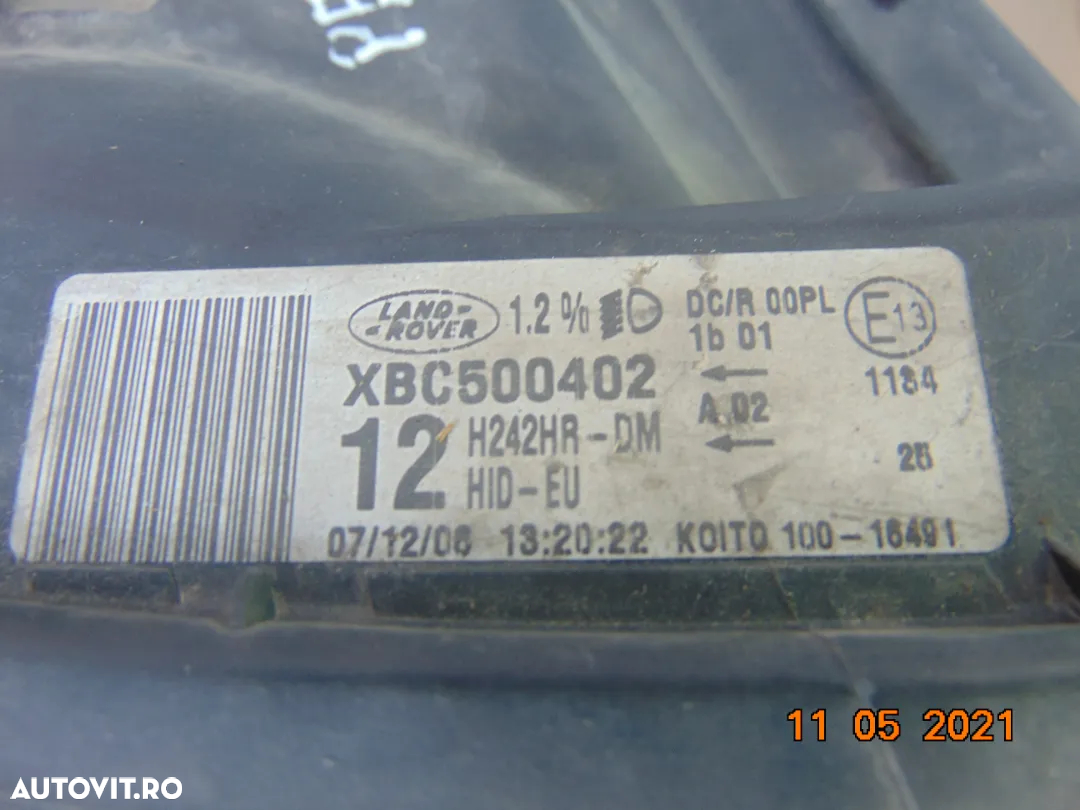 LAND-
-ROVER
1.2%
DC/R 00PL
1b 01
E13
XBC500402
1184
A 02
12
H242HR-DM
HID-EU
07/12/06 13:20:22 KOITO 100-16491
11 05 2021
AUTOVIT.RO